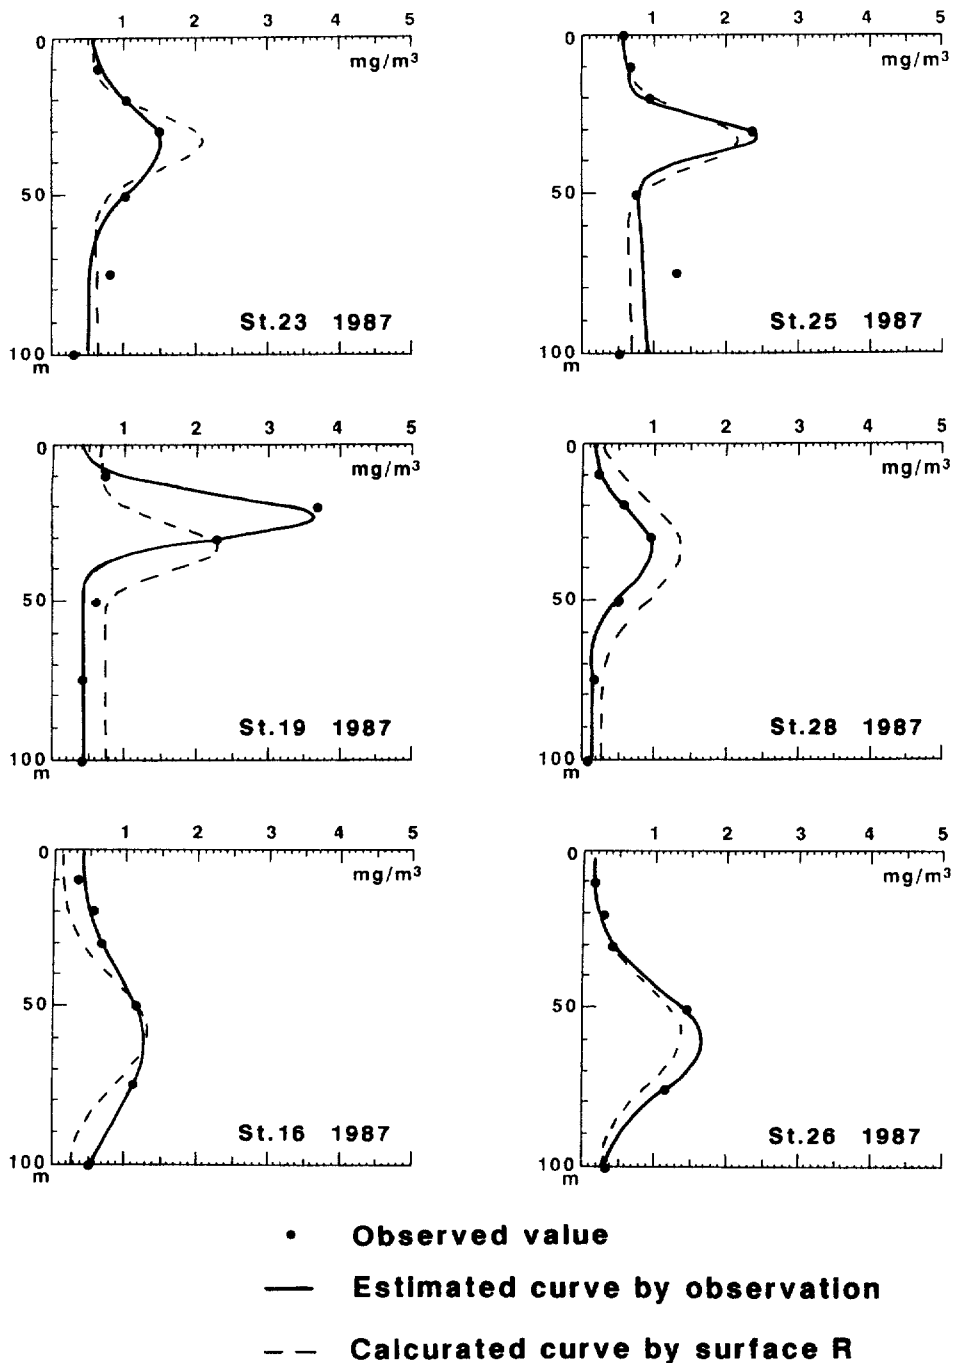 1 2 3 4 5
0
mg/m³
50
St.23 1987
100
m
1 2 3 4 5
0
mg/m³
50
St.25 1987
100
m
1 2 3 4 5
0
mg/m³
50
St.19 1987
100
m
1 2 3 4 5
0
mg/m³
50
St.28 1987
100
m
1 2 3 4 5
0
mg/m³
50
St.16 1987
100
m
1 2 3 4 5
0
mg/m³
50
St.26 1987
100
m
Observed value
Estimated curve by observation
Calcurated curve by surface R